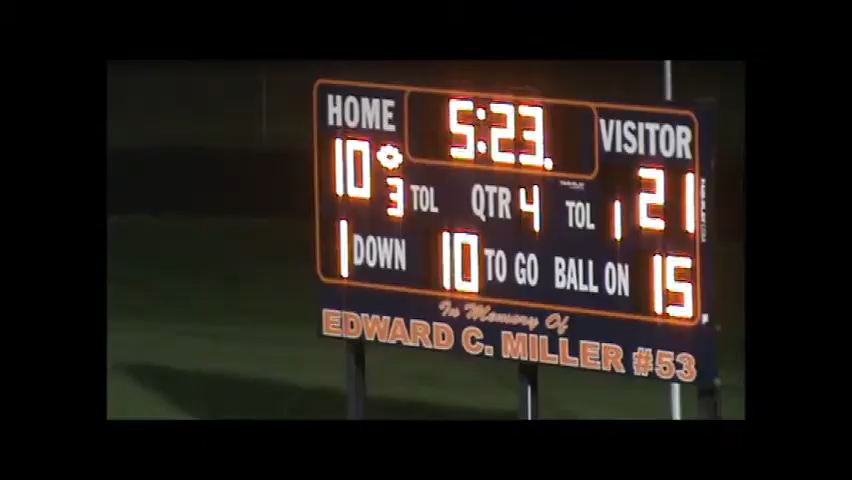 HOME 5:23. VISITOR
10 3 TOL QTR 4 TOL 1 21
1 DOWN 10 TO GO BALL ON 15
In Memory Of
EDWARD C. MILLER #53